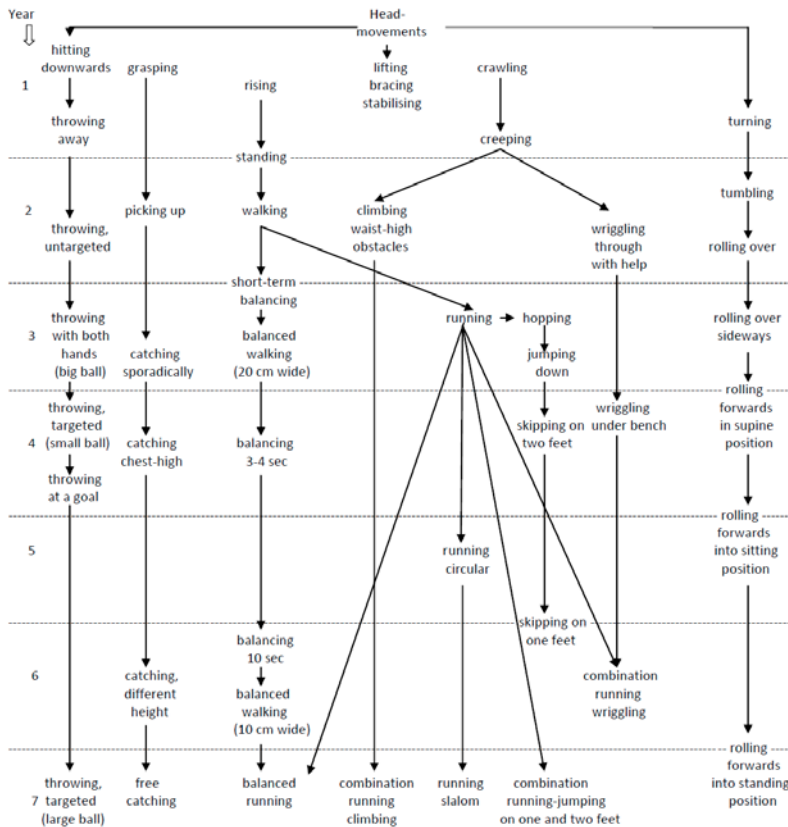 Year
Head-
movements
hitting
downwards
grasping
lifting
bracing
stabilising
crawling
1
rising
throwing
away
turning
creeping
standing
tumbling
2
picking up
walking
climbing
waist-high
obstacles
throwing,
untargeted
wriggling
through
with help
rolling over
short-term
balancing
throwing
with both
hands
(big ball)
running
hopping
rolling over
sideways
3
catching
sporadically
balanced
walking
(20 cm wide)
jumping
down
rolling
forwards
in supine
position
throwing,
targeted
(small ball)
wriggling
under bench
4
catching
chest-high
balancing
3-4 sec
skipping on
two feet
throwing
at a goal
rolling
forwards
into sitting
position
5
running
circular
skipping on
one feet
balancing
10 sec
6
catching,
different
height
balanced
walking
(10 cm wide)
combination
running
wriggling
rolling
forwards
into standing
position
7
throwing,
targeted
(large ball)
free
catching
balanced
running
combination
running
climbing
running
slalom
combination
running-jumping
on one and two feet